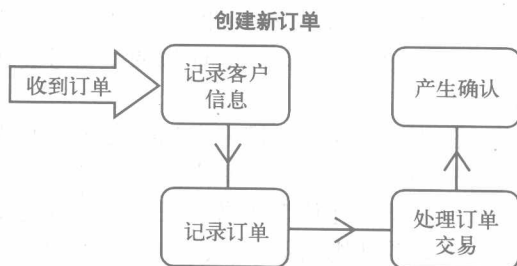 创建新订单
收到订单
记录客户
信息
产生确认
记录订单
处理订单
交易